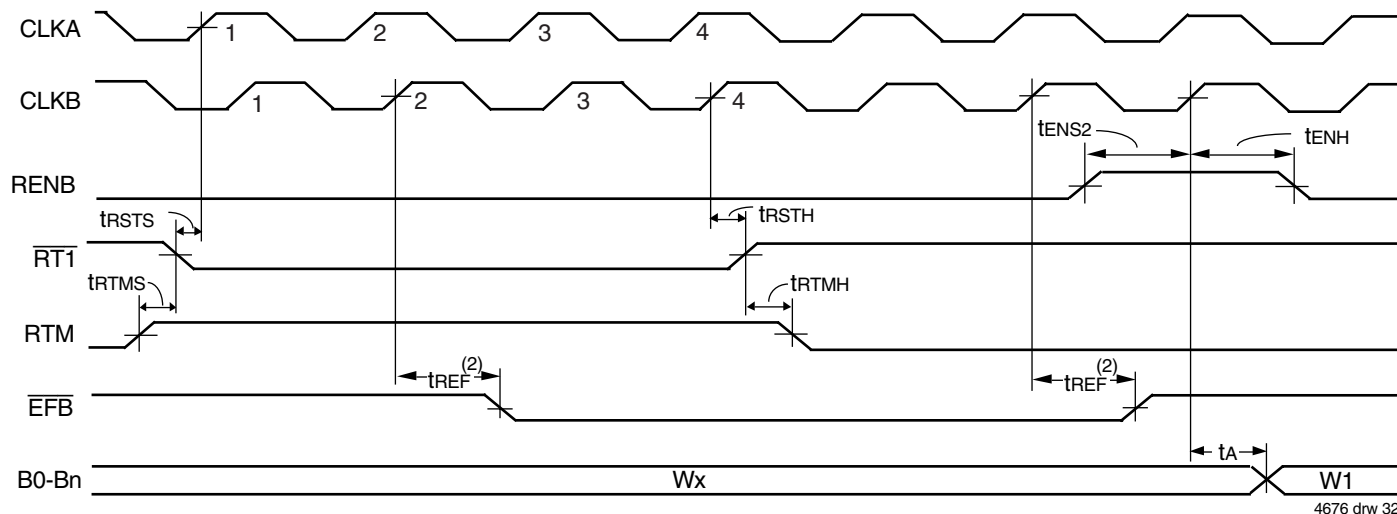 CLKA 1 2 3 4
CLKB 1 2 3 4
tENS2 tENH
RENB
tRSTS tRSTH
RT1
tRTMS tRTMH
RTM
tREF(2) tREF(2)
EFB
tA
B0-Bn Wx W1
4676 drw 32